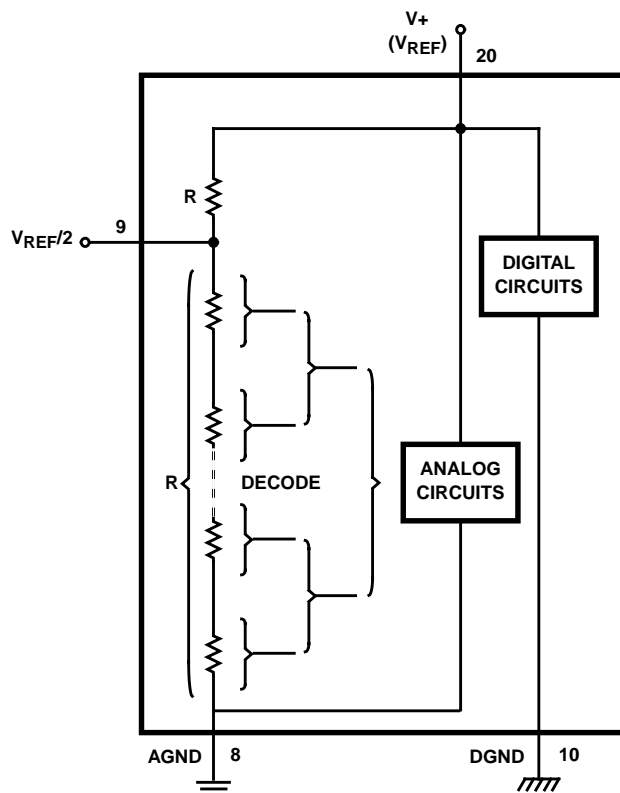 V+
(VREF)
20
R
VREF/2
9
DIGITAL
CIRCUITS
R
DECODE
ANALOG
CIRCUITS
AGND
8
DGND
10